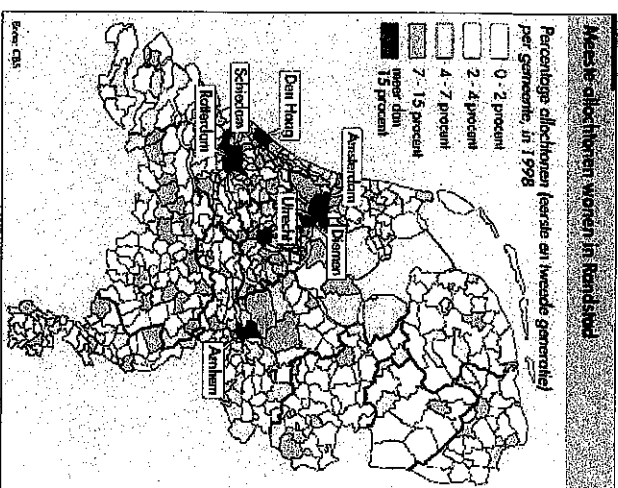 Meeste allochtonen wonen in Randstad
Percentage allochtonen (eerste en tweede generatie)
per gemeente, in 1998
0 - 2 procent
2 - 4 procent
4 - 7 procent
7 - 15 procent
meer dan
15 procent
Amsterdam
Diemen
Den Haag
Utrecht
Schiedam
Rotterdam
Arnhem
Bron: CBS